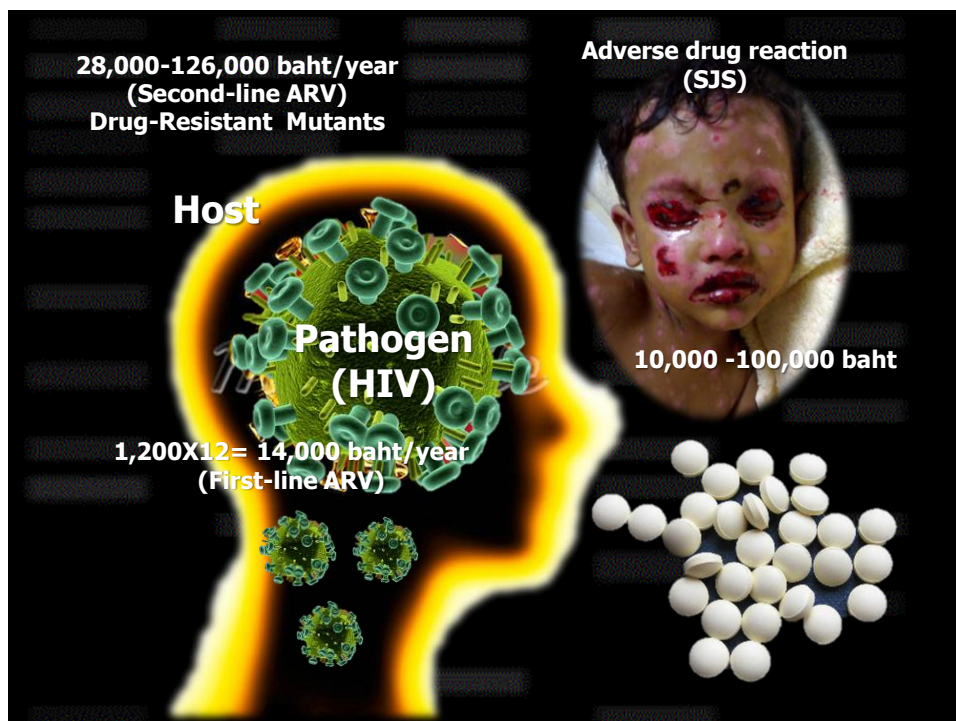 28,000-126,000 baht/year
(Second-line ARV)
Drug-Resistant Mutants
Adverse drug reaction
(SJS)
Host
Pathogen
(HIV)
10,000 -100,000 baht
1,200X12= 14,000 baht/year
(First-line ARV)